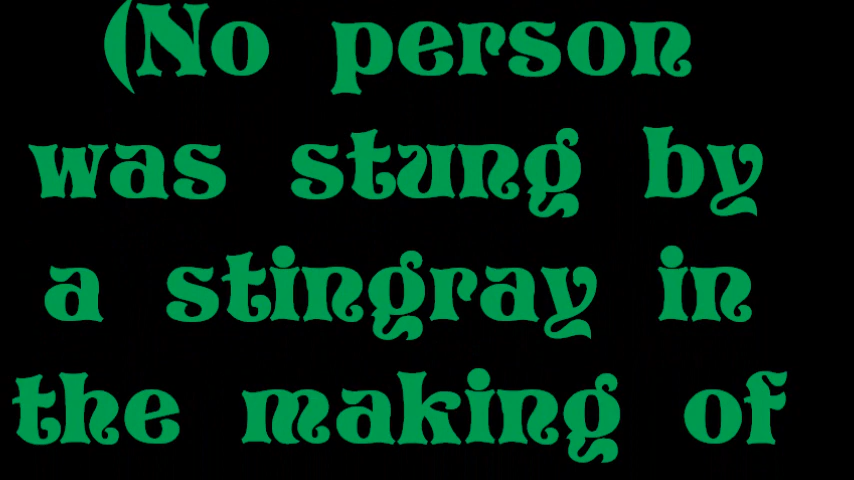 (No person
was stung by
a stingray in
the making of